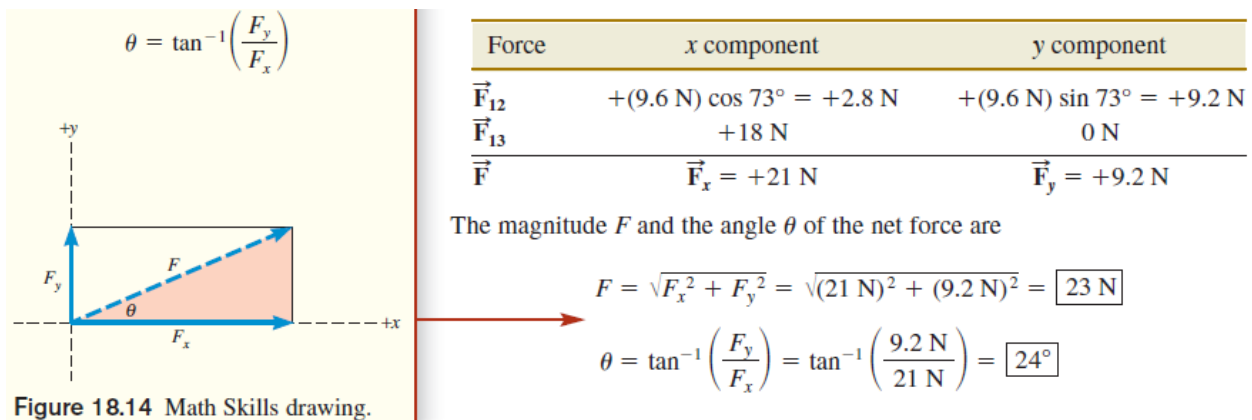 θ = tan⁻¹(F_y/F_x)
+y
F
F_y
θ
+x
F_x
Figure 18.14 Math Skills drawing.
Force x component y component
F⃗₁₂ +(9.6 N) cos 73° = +2.8 N +(9.6 N) sin 73° = +9.2 N
F⃗₁₃ +18 N 0 N
F⃗ F⃗_x = +21 N F⃗_y = +9.2 N
The magnitude F and the angle θ of the net force are
F = √(F_x² + F_y²) = √((21 N)² + (9.2 N)²) = 23 N
θ = tan⁻¹(F_y/F_x) = tan⁻¹(9.2 N/21 N) = 24°